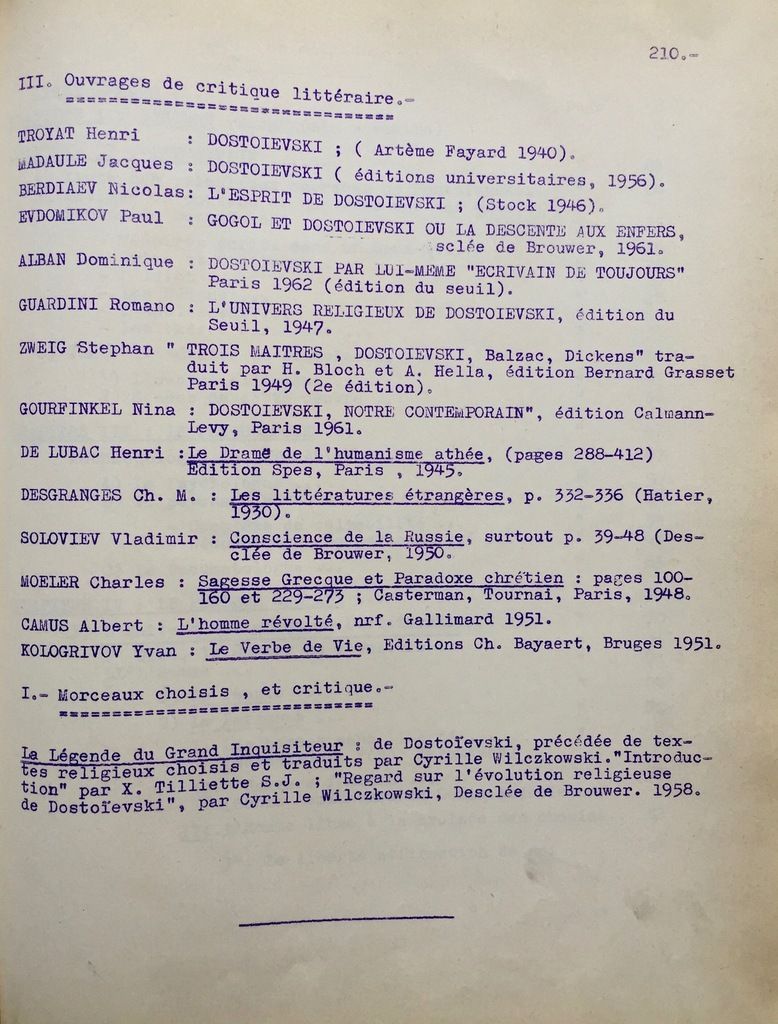 210.-
III. Ouvrages de critique littéraire.-
TROYAT Henri : DOSTOIEVSKI ; ( Artème Fayard 1940).
MADAULE Jacques : DOSTOIEVSKI ( éditions universitaires, 1956).
BERDIAEV Nicolas: L'ESPRIT DE DOSTOIEVSKI ; (Stock 1946).
EVDOMIKOV Paul : GOGOL ET DOSTOIEVSKI OU LA DESCENTE AUX ENFERS,
sclée de Brouwer, 1961.
ALBAN Dominique : DOSTOIEVSKI PAR LUI-MEME "ECRIVAIN DE TOUJOURS"
Paris 1962 (édition du seuil).
GUARDINI Romano : L'UNIVERS RELIGIEUX DE DOSTOIEVSKI, édition du
Seuil, 1947.
ZWEIG Stephan " TROIS MAITRES , DOSTOIEVSKI, Balzac, Dickens" tra-
duit par H. Bloch et A. Hella, édition Bernard Grasset
Paris 1949 (2e édition).
GOURFINKEL Nina : DOSTOIEVSKI, NOTRE CONTEMPORAIN", édition Calmann-
Levy, Paris 1961.
DE LUBAC Henri :Le Drame de l'humanisme athée, (pages 288-412)
Edition Spes, Paris , 1945.
DESGRANGES Ch. M. : Les littératures étrangères, p. 332-336 (Hatier,
1930).
SOLOVIEV Vladimir : Conscience de la Russie, surtout p. 39-48 (Des-
clée de Brouwer, 1950.
MOELER Charles : Sagesse Grecque et Paradoxe chrétien : pages 100-
160 et 229-273 ; Casterman, Tournai, Paris, 1948.
CAMUS Albert : L'homme révolté, nrf. Gallimard 1951.
KOLOGRIVOV Yvan : Le Verbe de Vie, Editions Ch. Bayaert, Bruges 1951.
I.- Morceaux choisis , et critique.-
La Légende du Grand Inquisiteur : de Dostoïevski, précédée de tex-
tes religieux choisis et traduits par Cyrille Wilczkowski."Introduc-
tion" par X. Tilliette S.J. ; "Regard sur l'évolution religieuse
de Dostoïevski", par Cyrille Wilczkowski, Desclée de Brouwer. 1958.